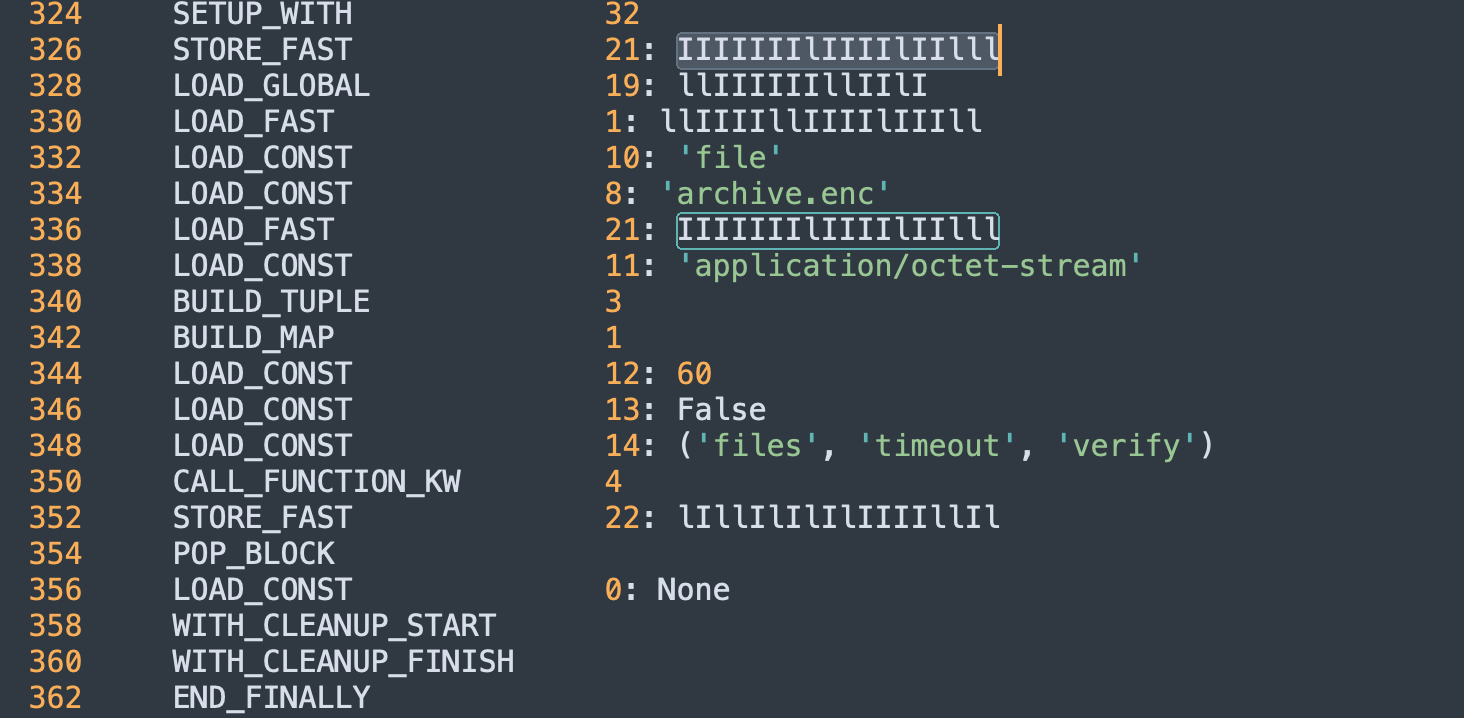 324 SETUP_WITH 32
326 STORE_FAST 21: IIIIIIIlIIIIlIIlll
328 LOAD_GLOBAL 19: llIIIIIIllIIlI
330 LOAD_FAST 1: llIIIIllIIIIlIIIll
332 LOAD_CONST 10: 'file'
334 LOAD_CONST 8: 'archive.enc'
336 LOAD_FAST 21: IIIIIIIlIIIIlIIlll
338 LOAD_CONST 11: 'application/octet-stream'
340 BUILD_TUPLE 3
342 BUILD_MAP 1
344 LOAD_CONST 12: 60
346 LOAD_CONST 13: False
348 LOAD_CONST 14: ('files', 'timeout', 'verify')
350 CALL_FUNCTION_KW 4
352 STORE_FAST 22: lIllIlIlIlIIIIllIl
354 POP_BLOCK
356 LOAD_CONST 0: None
358 WITH_CLEANUP_START
360 WITH_CLEANUP_FINISH
362 END_FINALLY